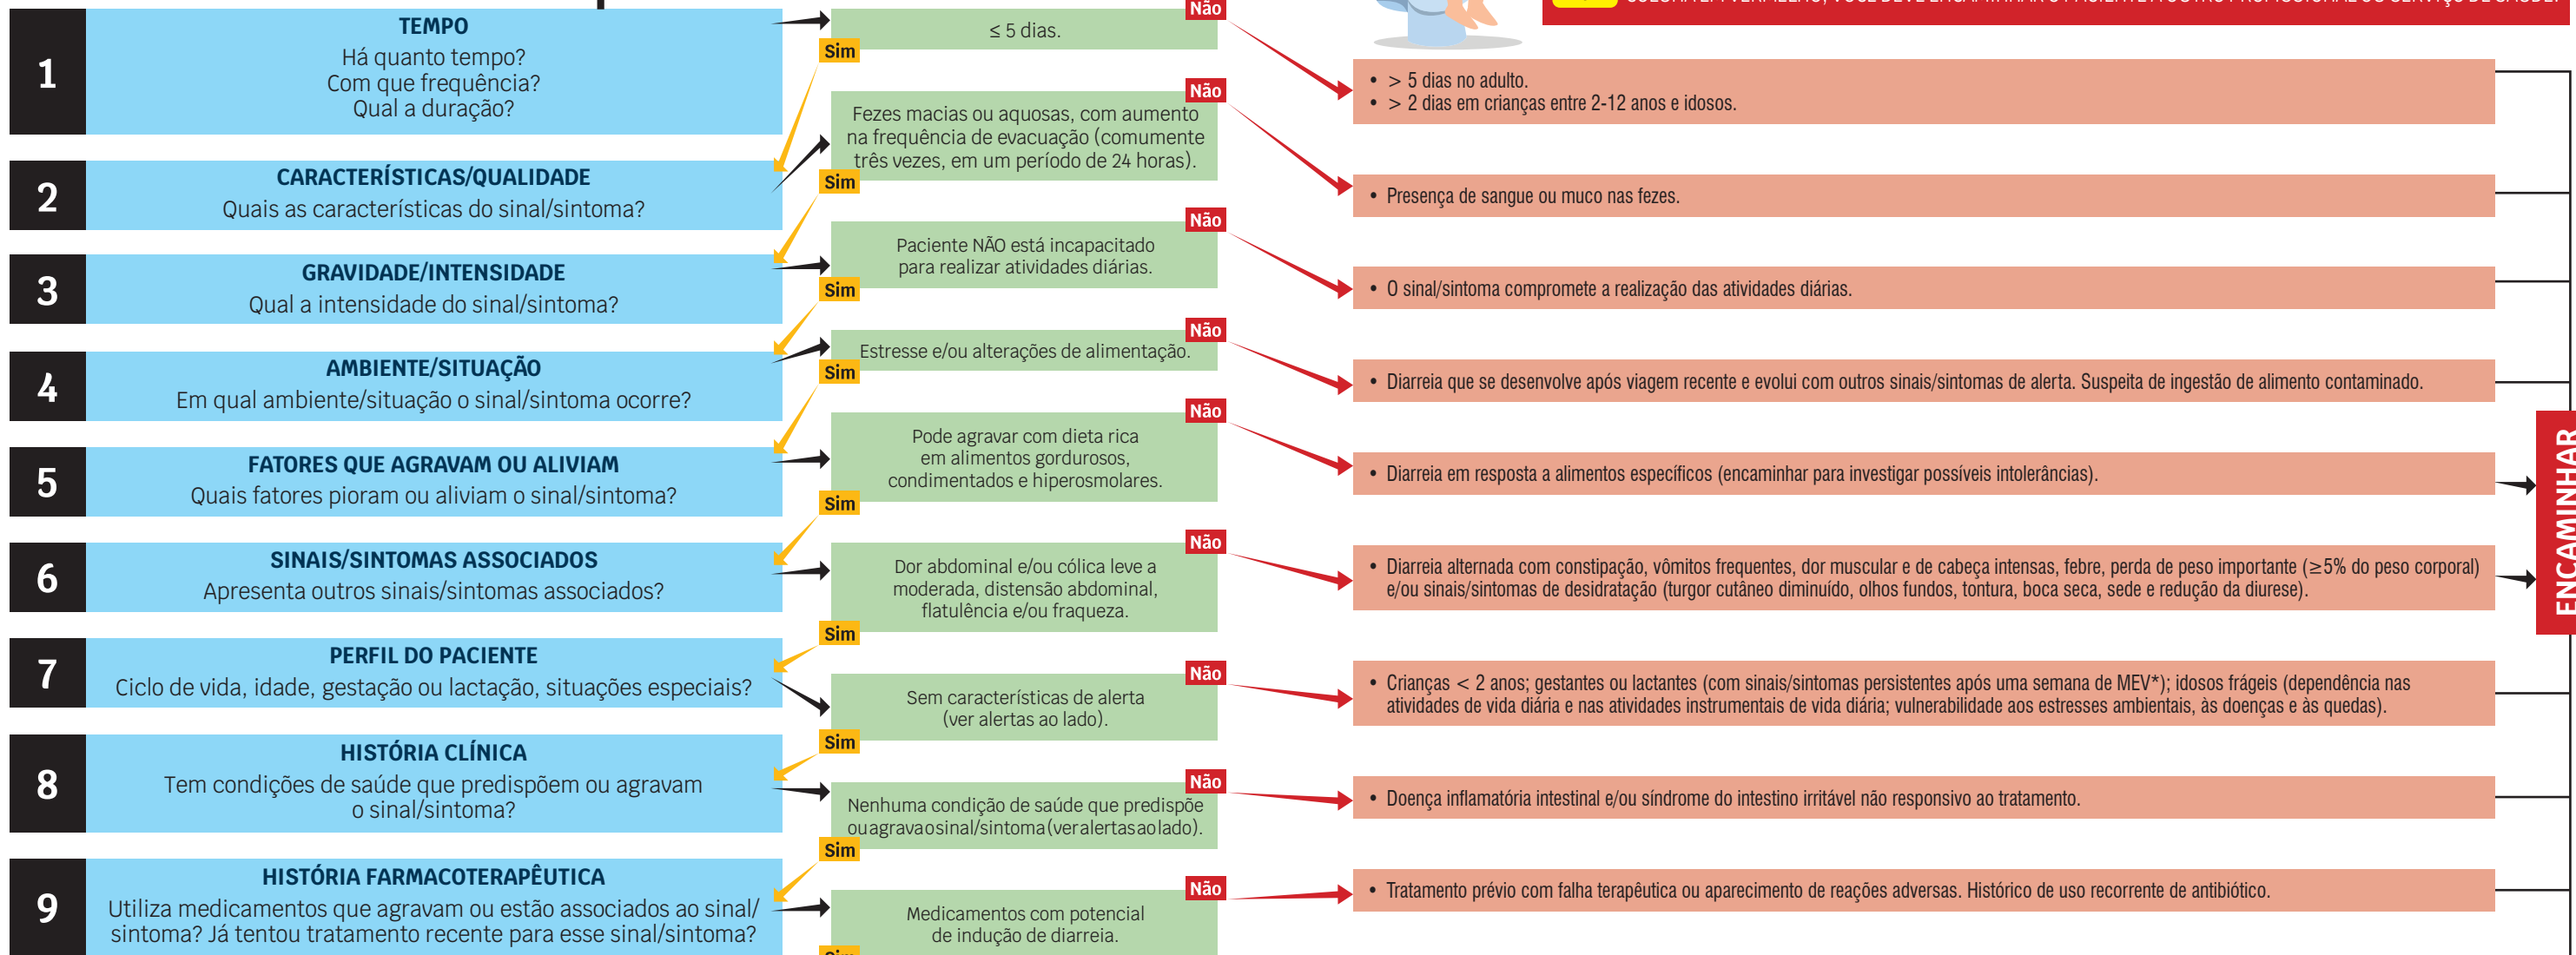 COLUNA EM VERMELHO, VOCÊ DEVE ENCAMINHAR O PACIENTE A OUTRO PROFISSIONAL OU SERVIÇO DE SAÚDE.
1
TEMPO
Há quanto tempo?
Com que frequência?
Qual a duração?
≤ 5 dias.
Não
Sim
• > 5 dias no adulto.
• > 2 dias em crianças entre 2-12 anos e idosos.
2
CARACTERÍSTICAS/QUALIDADE
Quais as características do sinal/sintoma?
Fezes macias ou aquosas, com aumento
na frequência de evacuação (comumente
três vezes, em um período de 24 horas).
Não
Sim
• Presença de sangue ou muco nas fezes.
3
GRAVIDADE/INTENSIDADE
Qual a intensidade do sinal/sintoma?
Paciente NÃO está incapacitado
para realizar atividades diárias.
Não
Sim
• O sinal/sintoma compromete a realização das atividades diárias.
4
AMBIENTE/SITUAÇÃO
Em qual ambiente/situação o sinal/sintoma ocorre?
Estresse e/ou alterações de alimentação.
Não
Sim
• Diarreia que se desenvolve após viagem recente e evolui com outros sinais/sintomas de alerta. Suspeita de ingestão de alimento contaminado.
5
FATORES QUE AGRAVAM OU ALIVIAM
Quais fatores pioram ou aliviam o sinal/sintoma?
Pode agravar com dieta rica
em alimentos gordurosos,
condimentados e hiperosmolares.
Não
Sim
• Diarreia em resposta a alimentos específicos (encaminhar para investigar possíveis intolerâncias).
6
SINAIS/SINTOMAS ASSOCIADOS
Apresenta outros sinais/sintomas associados?
Dor abdominal e/ou cólica leve a
moderada, distensão abdominal,
flatulência e/ou fraqueza.
Não
Sim
• Diarreia alternada com constipação, vômitos frequentes, dor muscular e de cabeça intensas, febre, perda de peso importante (≥5% do peso corporal)
e/ou sinais/sintomas de desidratação (turgor cutâneo diminuído, olhos fundos, tontura, boca seca, sede e redução da diurese).
7
PERFIL DO PACIENTE
Ciclo de vida, idade, gestação ou lactação, situações especiais?
Sem características de alerta
(ver alertas ao lado).
Não
Sim
• Crianças < 2 anos; gestantes ou lactantes (com sinais/sintomas persistentes após uma semana de MEV*); idosos frágeis (dependência nas
atividades de vida diária e nas atividades instrumentais de vida diária; vulnerabilidade aos estresses ambientais, às doenças e às quedas).
8
HISTÓRIA CLÍNICA
Tem condições de saúde que predispõem ou agravam
o sinal/sintoma?
Nenhuma condição de saúde que predispõe
ou agrava o sinal/sintoma (ver alertas ao lado).
Não
Sim
• Doença inflamatória intestinal e/ou síndrome do intestino irritável não responsivo ao tratamento.
9
HISTÓRIA FARMACOTERAPÊUTICA
Utiliza medicamentos que agravam ou estão associados ao sinal/
sintoma? Já tentou tratamento recente para esse sinal/sintoma?
Medicamentos com potencial
de indução de diarreia.
Não
Sim
• Tratamento prévio com falha terapêutica ou aparecimento de reações adversas. Histórico de uso recorrente de antibiótico.
ENCAMINHAR